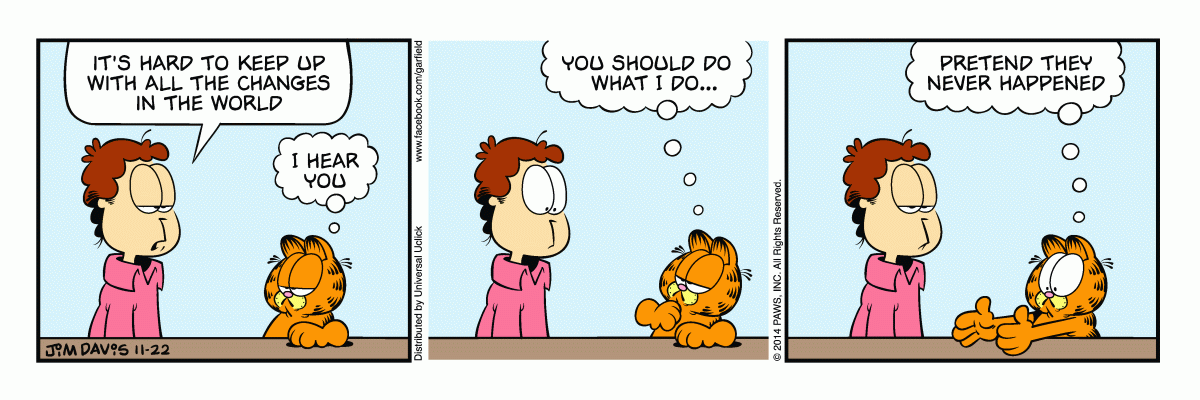 IT'S HARD TO KEEP UP
WITH ALL THE CHANGES
IN THE WORLD
I HEAR
YOU
JIM DAVIS 11-22
www.facebook.com/garfield
Distributed by Universal Uclick
YOU SHOULD DO
WHAT I DO...
© 2014 PAWS, INC. All Rights Reserved.
PRETEND THEY
NEVER HAPPENED